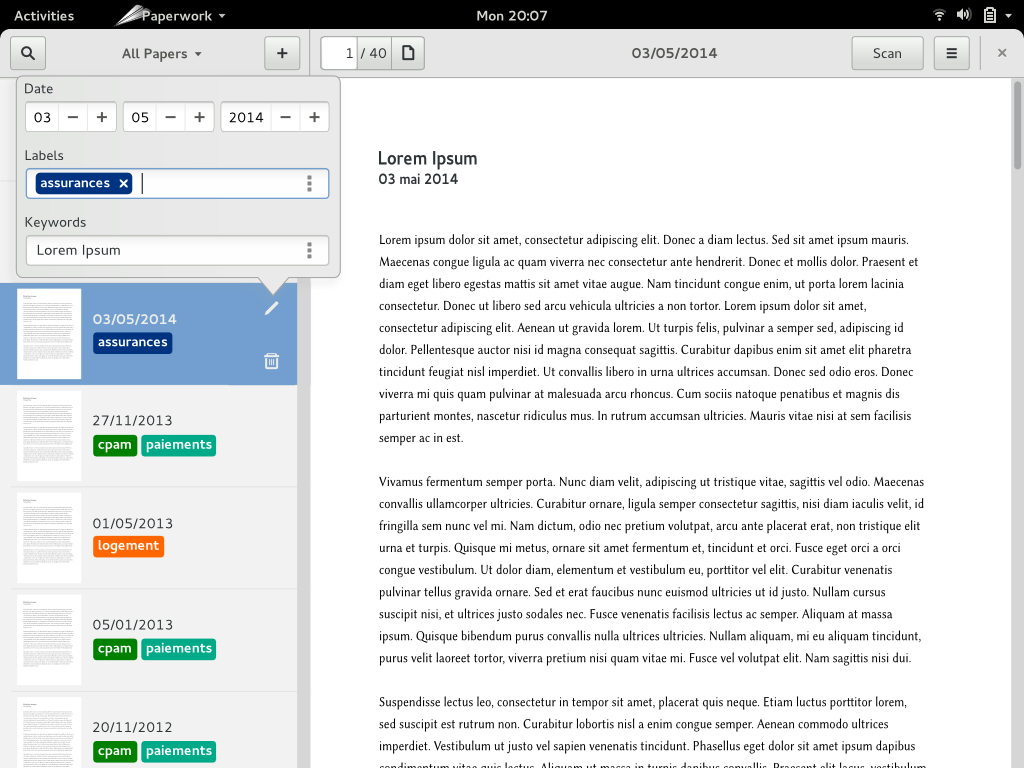 Activities Paperwork Mon 20:07
All Papers + 1 / 40 03/05/2014 Scan
Date
03 − + 05 − + 2014 − +
Labels
assurances ×
Keywords
Lorem Ipsum
03/05/2014
assurances
27/11/2013
cpam paiements
01/05/2013
logement
05/01/2013
cpam paiements
20/11/2012
cpam paiements
Lorem Ipsum
03 mai 2014
Lorem ipsum dolor sit amet, consectetur adipiscing elit. Donec a diam lectus. Sed sit amet ipsum mauris.
Maecenas congue ligula ac quam viverra nec consectetur ante hendrerit. Donec et mollis dolor. Praesent et
diam eget libero egestas mattis sit amet vitae augue. Nam tincidunt congue enim, ut porta lorem lacinia
consectetur. Donec ut libero sed arcu vehicula ultricies a non tortor. Lorem ipsum dolor sit amet,
consectetur adipiscing elit. Aenean ut gravida lorem. Ut turpis felis, pulvinar a semper sed, adipiscing id
dolor. Pellentesque auctor nisi id magna consequat sagittis. Curabitur dapibus enim sit amet elit pharetra
tincidunt feugiat nisl imperdiet. Ut convallis libero in urna ultrices accumsan. Donec sed odio eros. Donec
viverra mi quis quam pulvinar at malesuada arcu rhoncus. Cum sociis natoque penatibus et magnis dis
parturient montes, nascetur ridiculus mus. In rutrum accumsan ultricies. Mauris vitae nisi at sem facilisis
semper ac in est.
Vivamus fermentum semper porta. Nunc diam velit, adipiscing ut tristique vitae, sagittis vel odio. Maecenas
convallis ullamcorper ultricies. Curabitur ornare, ligula semper consectetur sagittis, nisi diam iaculis velit, id
fringilla sem nunc vel mi. Nam dictum, odio nec pretium volutpat, arcu ante placerat erat, non tristique elit
urna et turpis. Quisque mi metus, ornare sit amet fermentum et, tincidunt et orci. Fusce eget orci a orci
congue vestibulum. Ut dolor diam, elementum et vestibulum eu, porttitor vel elit. Curabitur venenatis
pulvinar tellus gravida ornare. Sed et erat faucibus nunc euismod ultricies ut id justo. Nullam cursus
suscipit nisi, et ultrices justo sodales nec. Fusce venenatis facilisis lectus ac semper. Aliquam at massa
ipsum. Quisque bibendum purus convallis nulla ultrices ultricies. Nullam aliquam, mi eu aliquam tincidunt,
purus velit laoreet tortor, viverra pretium nisi quam vitae mi. Fusce vel volutpat elit. Nam sagittis nisi dui.
Suspendisse lectus leo, consectetur in tempor sit amet, placerat quis neque. Etiam luctus porttitor lorem,
sed suscipit est rutrum non. Curabitur lobortis nisl a enim congue semper. Aenean commodo ultrices
imperdiet. Vestibulum ut justo vel sapien venenatis tincidunt. Phasellus eget dolor sit amet ipsum dapibus
condimentum vitae quis lectus. Aliquam ut massa in turpis dapibus convallis. Praesent elit lacus, vestibulum